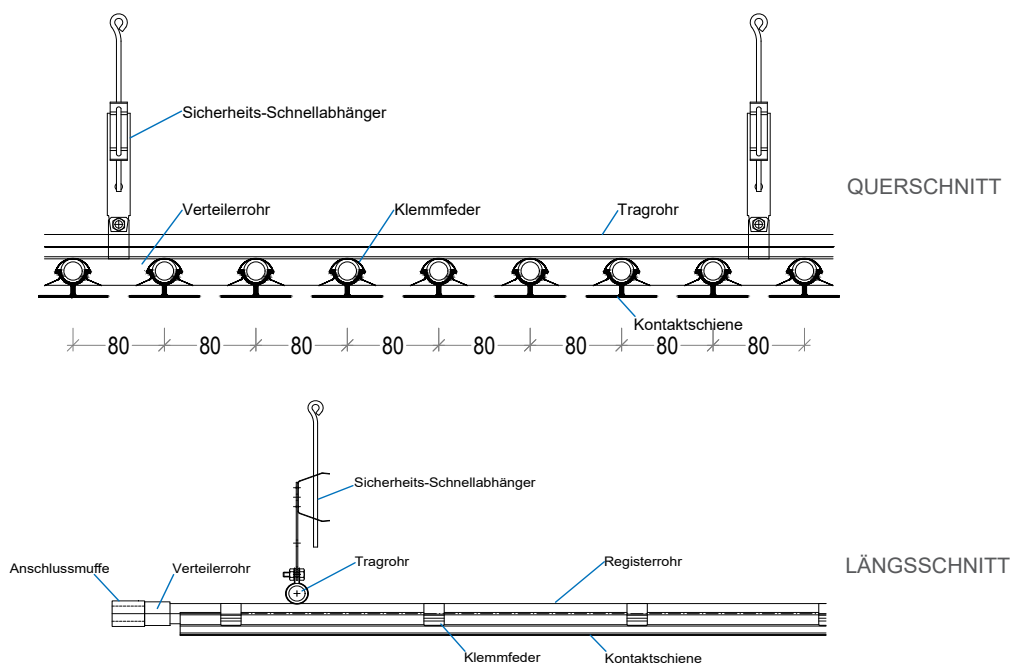 Sicherheits-Schnellabhänger
QUERSCHNITT
Verteilerrohr
Klemmfeder
Tragrohr
Kontaktschiene
80 80 80 80 80 80 80 80
Sicherheits-Schnellabhänger
Anschlussmuffe
Verteilerrohr
Tragrohr
Registerrohr
LÄNGSSCHNITT
Klemmfeder
Kontaktschiene